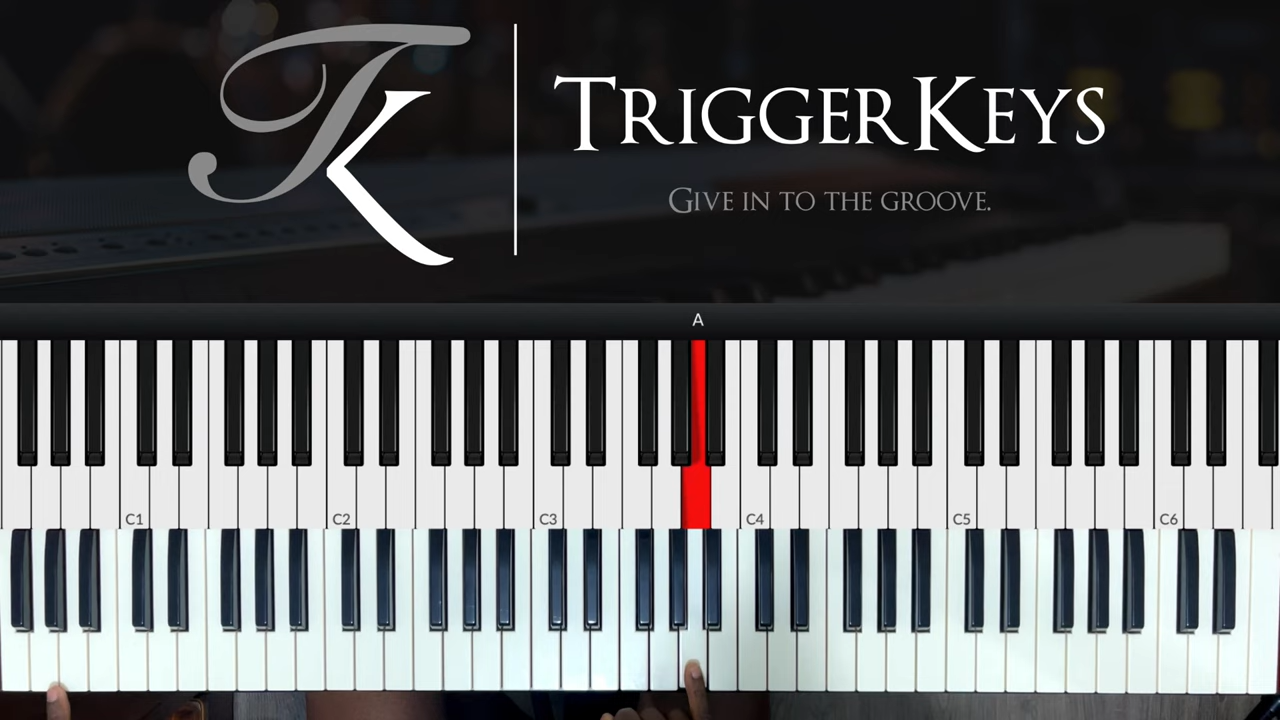 TK
TRIGGERKEYS
GIVE IN TO THE GROOVE.
A
C1 C2 C3 C4 C5 C6